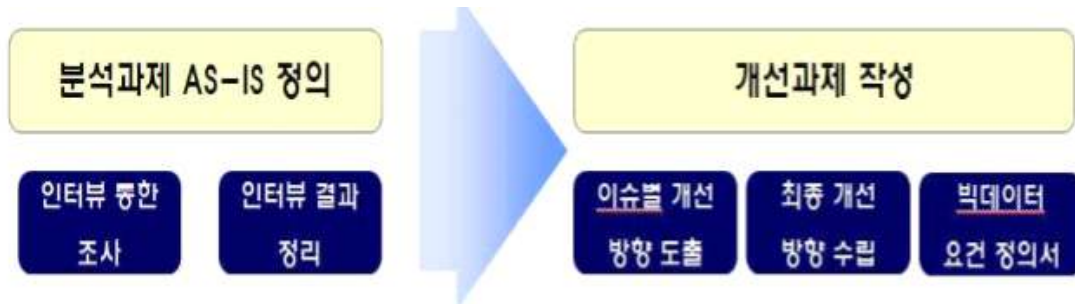 분석과제 AS-IS 정의
개선과제 작성
인터뷰 통한
조사
인터뷰 결과
정리
이슈별 개선
방향 도출
최종 개선
방향 수립
빅데이터
요건 정의서